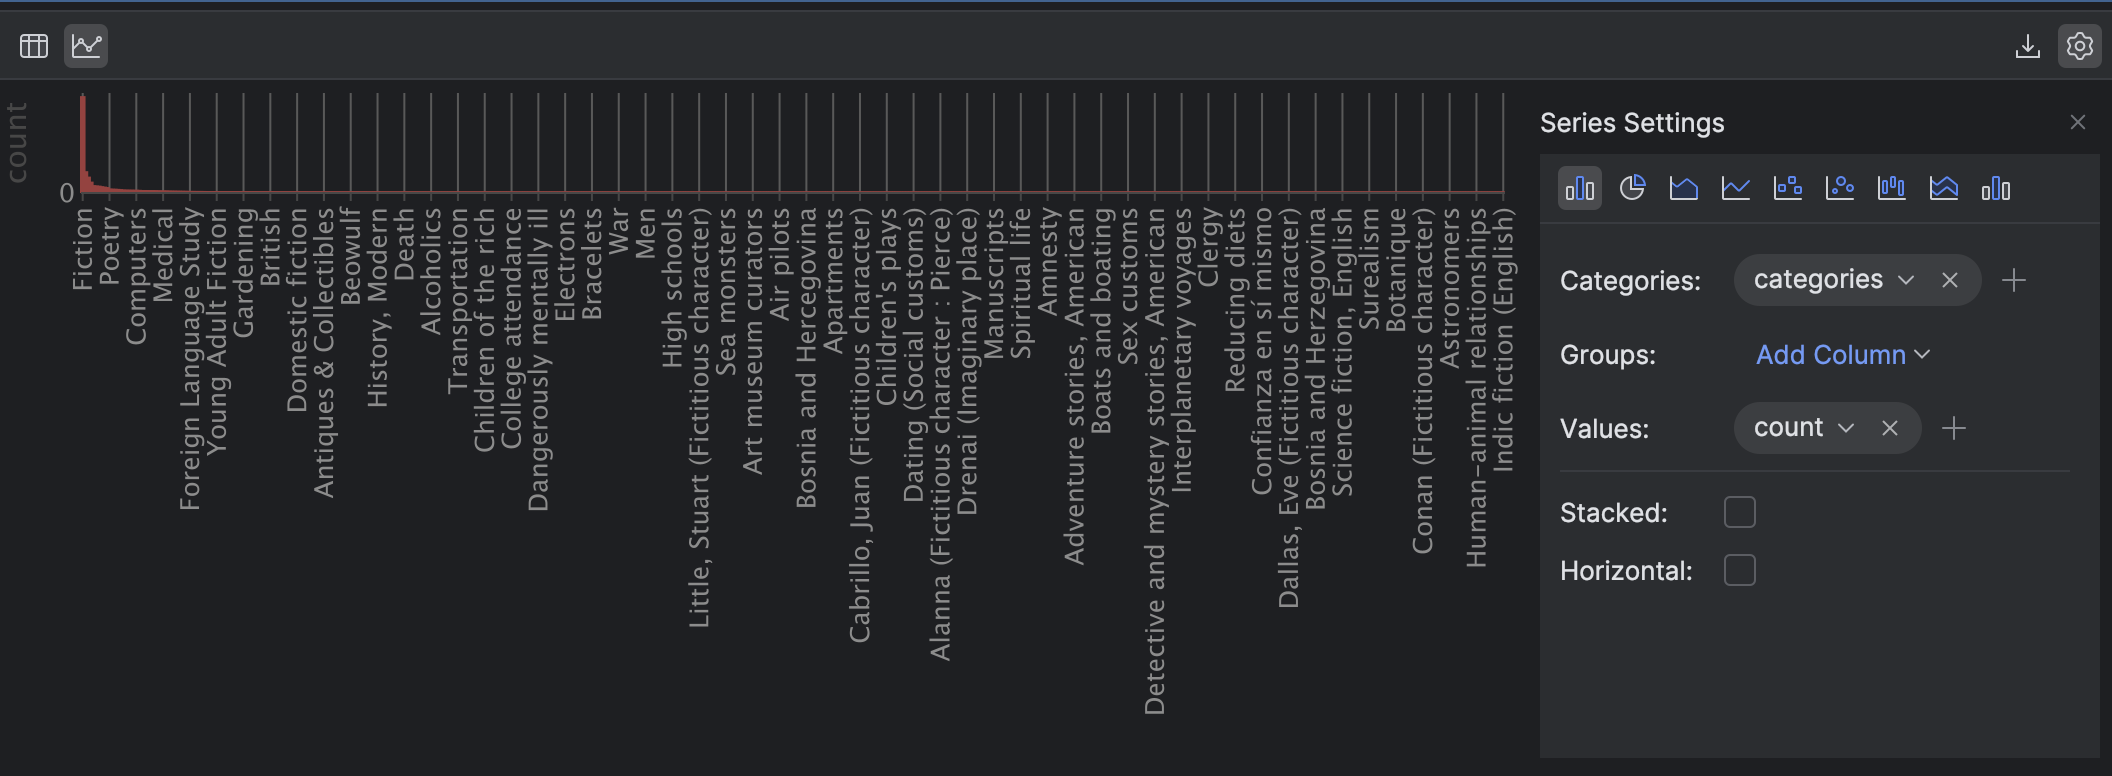 count
0
Fiction
Poetry
Computers
Medical
Foreign Language Study
Young Adult Fiction
Gardening
British
Domestic fiction
Antiques & Collectibles
Beowulf
History, Modern
Death
Alcoholics
Transportation
Children of the rich
College attendance
Dangerously mentally ill
Electrons
Bracelets
War
Men
High schools
Little, Stuart (Fictitious character)
Sea monsters
Art museum curators
Air pilots
Bosnia and Hercegovina
Apartments
Cabrillo, Juan (Fictitious character)
Children's plays
Dating (Social customs)
Alanna (Fictitious character : Pierce)
Drenai (Imaginary place)
Manuscripts
Spiritual life
Amnesty
Adventure stories, American
Boats and boating
Sex customs
Detective and mystery stories, American
Interplanetary voyages
Clergy
Reducing diets
Confianza en sí mismo
Dallas, Eve (Fictitious character)
Bosnia and Herzegovina
Science fiction, English
Surealism
Botanique
Conan (Fictitious character)
Astronomers
Human-animal relationships
Indic fiction (English)
Series Settings
Categories: categories
Groups: Add Column
Values: count
Stacked:
Horizontal: